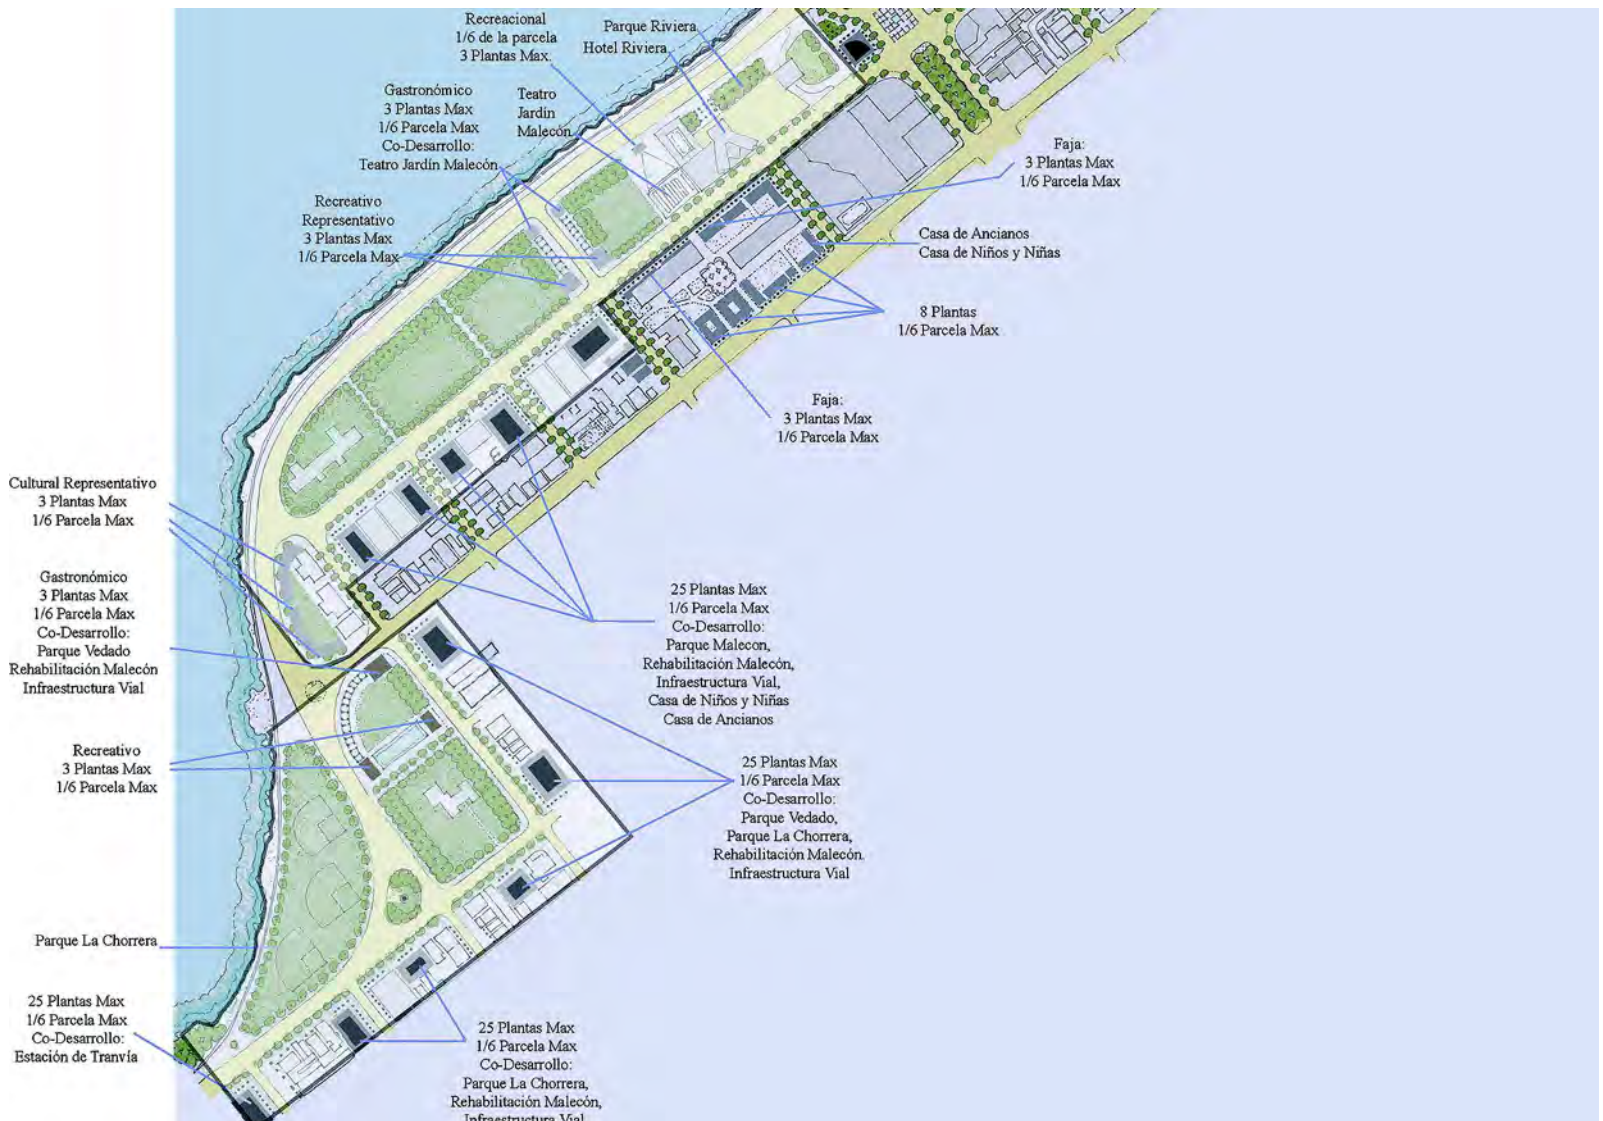 Recreacional
1/6 de la parcela
3 Plantas Max.
Parque Riviera
Hotel Riviera
Gastronómico
3 Plantas Max
1/6 Parcela Max
Co-Desarrollo:
Teatro Jardín Malecón
Teatro
Jardín
Malecón
Recreativo
Representativo
3 Plantas Max
1/6 Parcela Max
Faja:
3 Plantas Max
1/6 Parcela Max
Casa de Ancianos
Casa de Niños y Niñas
8 Plantas
1/6 Parcela Max
Faja:
3 Plantas Max
1/6 Parcela Max
Cultural Representativo
3 Plantas Max
1/6 Parcela Max
Gastronómico
3 Plantas Max
1/6 Parcela Max
Co-Desarrollo:
Parque Vedado
Rehabilitación Malecón
Infraestructura Vial
25 Plantas Max
1/6 Parcela Max
Co-Desarrollo:
Parque Malecon,
Rehabilitación Malecón,
Infraestructura Vial,
Casa de Niños y Niñas
Casa de Ancianos
Recreativo
3 Plantas Max
1/6 Parcela Max
25 Plantas Max
1/6 Parcela Max
Co-Desarrollo:
Parque Vedado,
Parque La Chorrera,
Rehabilitación Malecón.
Infraestructura Vial
Parque La Chorrera
25 Plantas Max
1/6 Parcela Max
Co-Desarrollo:
Estación de Tranvía
25 Plantas Max
1/6 Parcela Max
Co-Desarrollo:
Parque La Chorrera,
Rehabilitación Malecón,
Infraestructura Vial